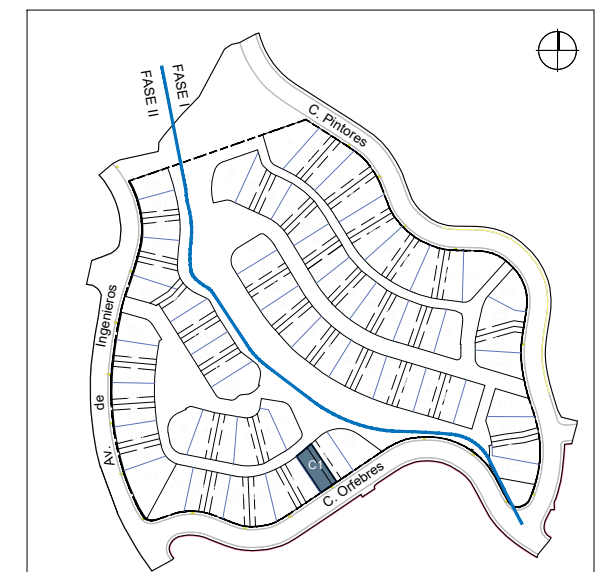 FASE I
FASE II
C. Pintores
Av. de Ingenieros
C1
C. Orfebres